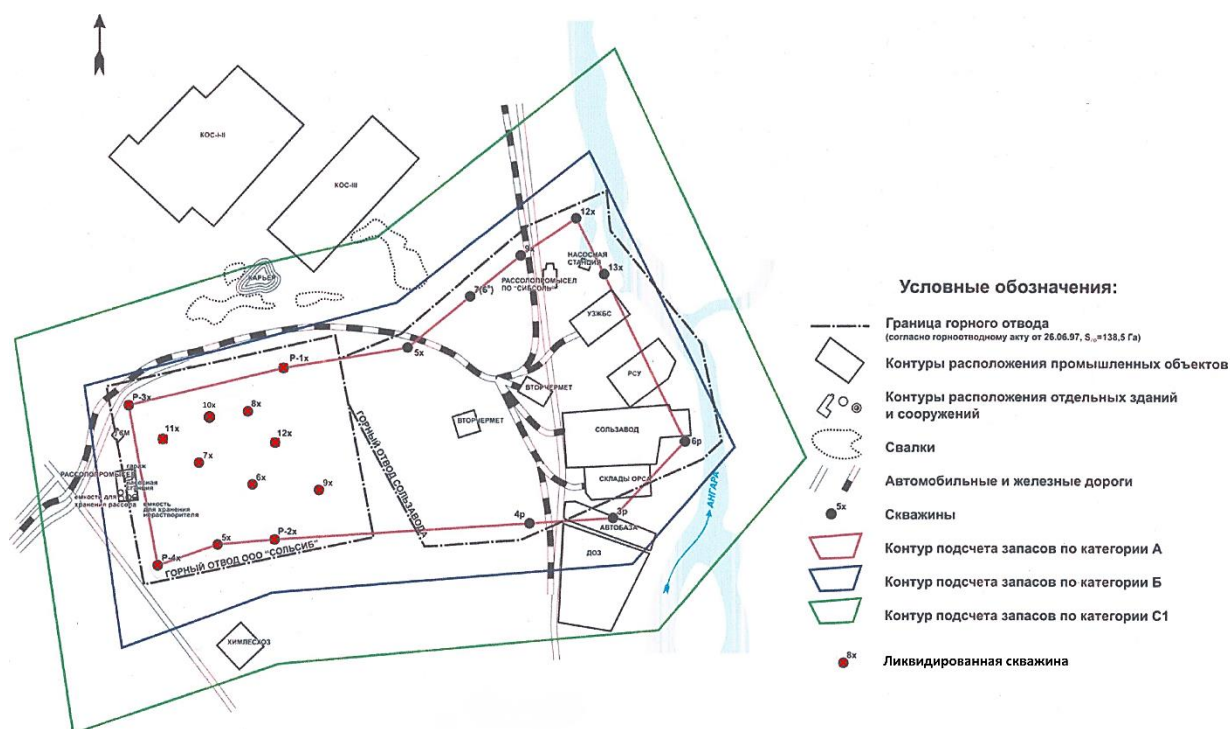 КОС-I-II
КОС-III
КАРЬЕР
12х
9х
НАСОСНАЯ
СТАНЦИЯ
13х
РАССОЛОПРОМЫСЕЛ
ПО "СИБСОЛЬ"
7(6°)
УЗЖБС
5х
Р-1х
РСУ
ВТОРЧЕРМЕТ
Р-3х
10х
8х
ВТОРЧЕРМЕТ
СОЛЬЗАВОД
11х
12х
6р
7х
ГОРНЫЙ ОТВОД СОЛЬЗАВОДА
РАССОЛОПРОМЫСЕЛ
гараж
насосная
станция
6х
9х
СКЛАДЫ ОРСА
емкость для
хранения рассола
емкость
для хранения
нерастворителя
4р
3р
АВТОБАЗА
АНГАРА
Р-2х
5х
Р-4х
ГОРНЫЙ ОТВОД ООО "СОЛЬСИБ"
ДОЗ
ХИМЛЕСХОЗ
Условные обозначения:
Граница горного отвода
(согласно горноотводному акту от 26.06.97, =138,5 Га)
Контуры расположения промышленных объектов
Контуры расположения отдельных зданий
и сооружений
Свалки
Автомобильные и железные дороги
5х
Скважины
Контур подсчета запасов по категории А
Контур подсчета запасов по категории Б
Контур подсчета запасов по категории С1
8х
Ликвидированная скважина